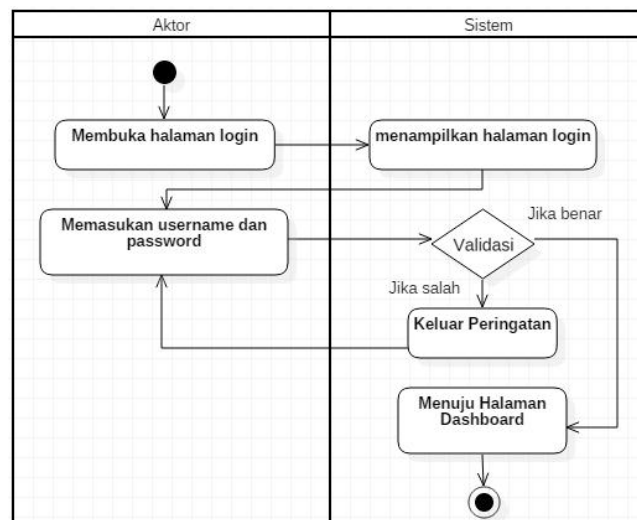 Aktor
Sistem
Membuka halaman login
menampilkan halaman login
Memasukan username dan
password
Validasi
Jika benar
Jika salah
Keluar Peringatan
Menuju Halaman
Dashboard